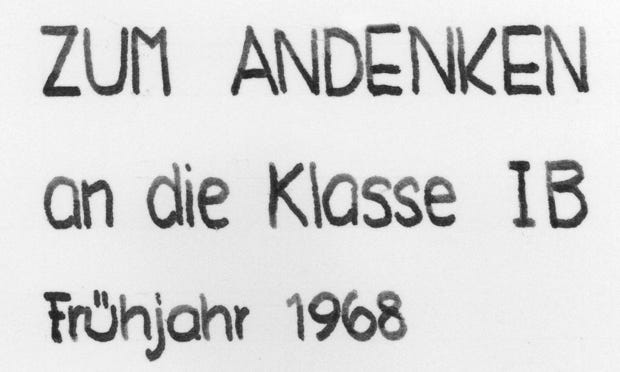 ZUM ANDENKEN
an die Klasse IB
Frühjahr 1968